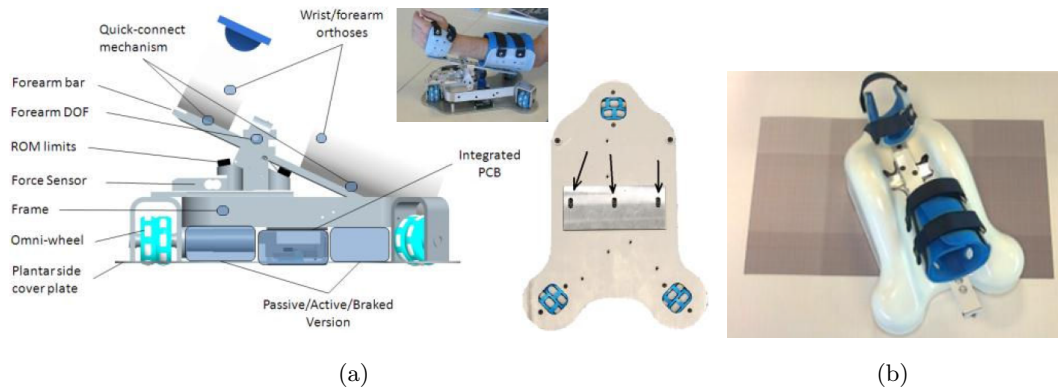 Quick-connect
mechanism
Wrist/forearm
orthoses
Forearm bar
Forearm DOF
ROM limits
Force Sensor
Frame
Omni-wheel
Plantar side
cover plate
Integrated
PCB
Passive/Active/Braked
Version
(a)
(b)